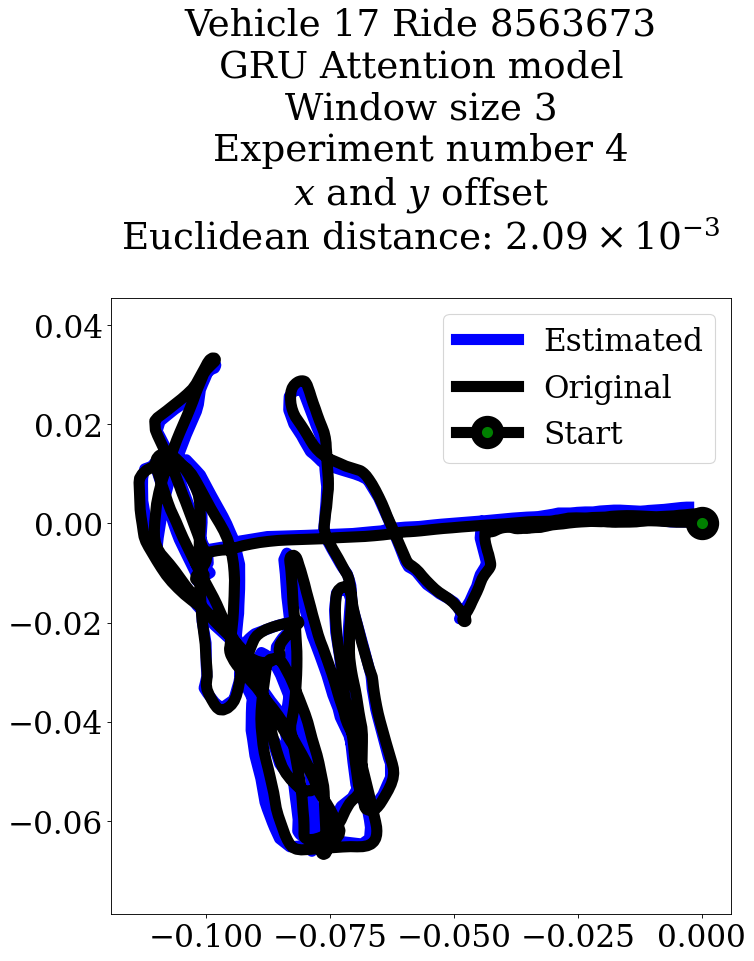 Vehicle 17 Ride 8563673
GRU Attention model
Window size 3
Experiment number 4
x and y offset
Euclidean distance: 2.09 × 10⁻³
Estimated
Original
Start
0.04
0.02
0.00
−0.02
−0.04
−0.06
−0.100 −0.075 −0.050 −0.025 0.000